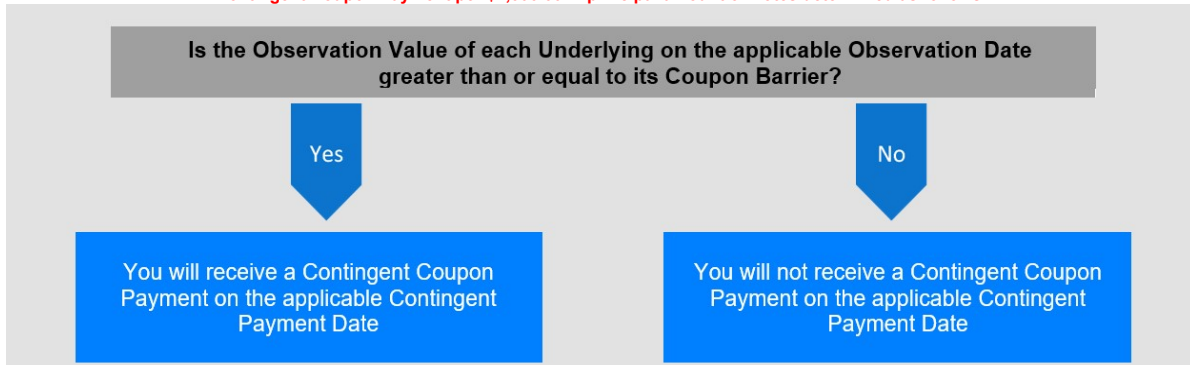 Is the Observation Value of each Underlying on the applicable Observation Date
greater than or equal to its Coupon Barrier?
Yes
No
You will receive a Contingent Coupon
Payment on the applicable Contingent
Payment Date
You will not receive a Contingent Coupon
Payment on the applicable Contingent
Payment Date